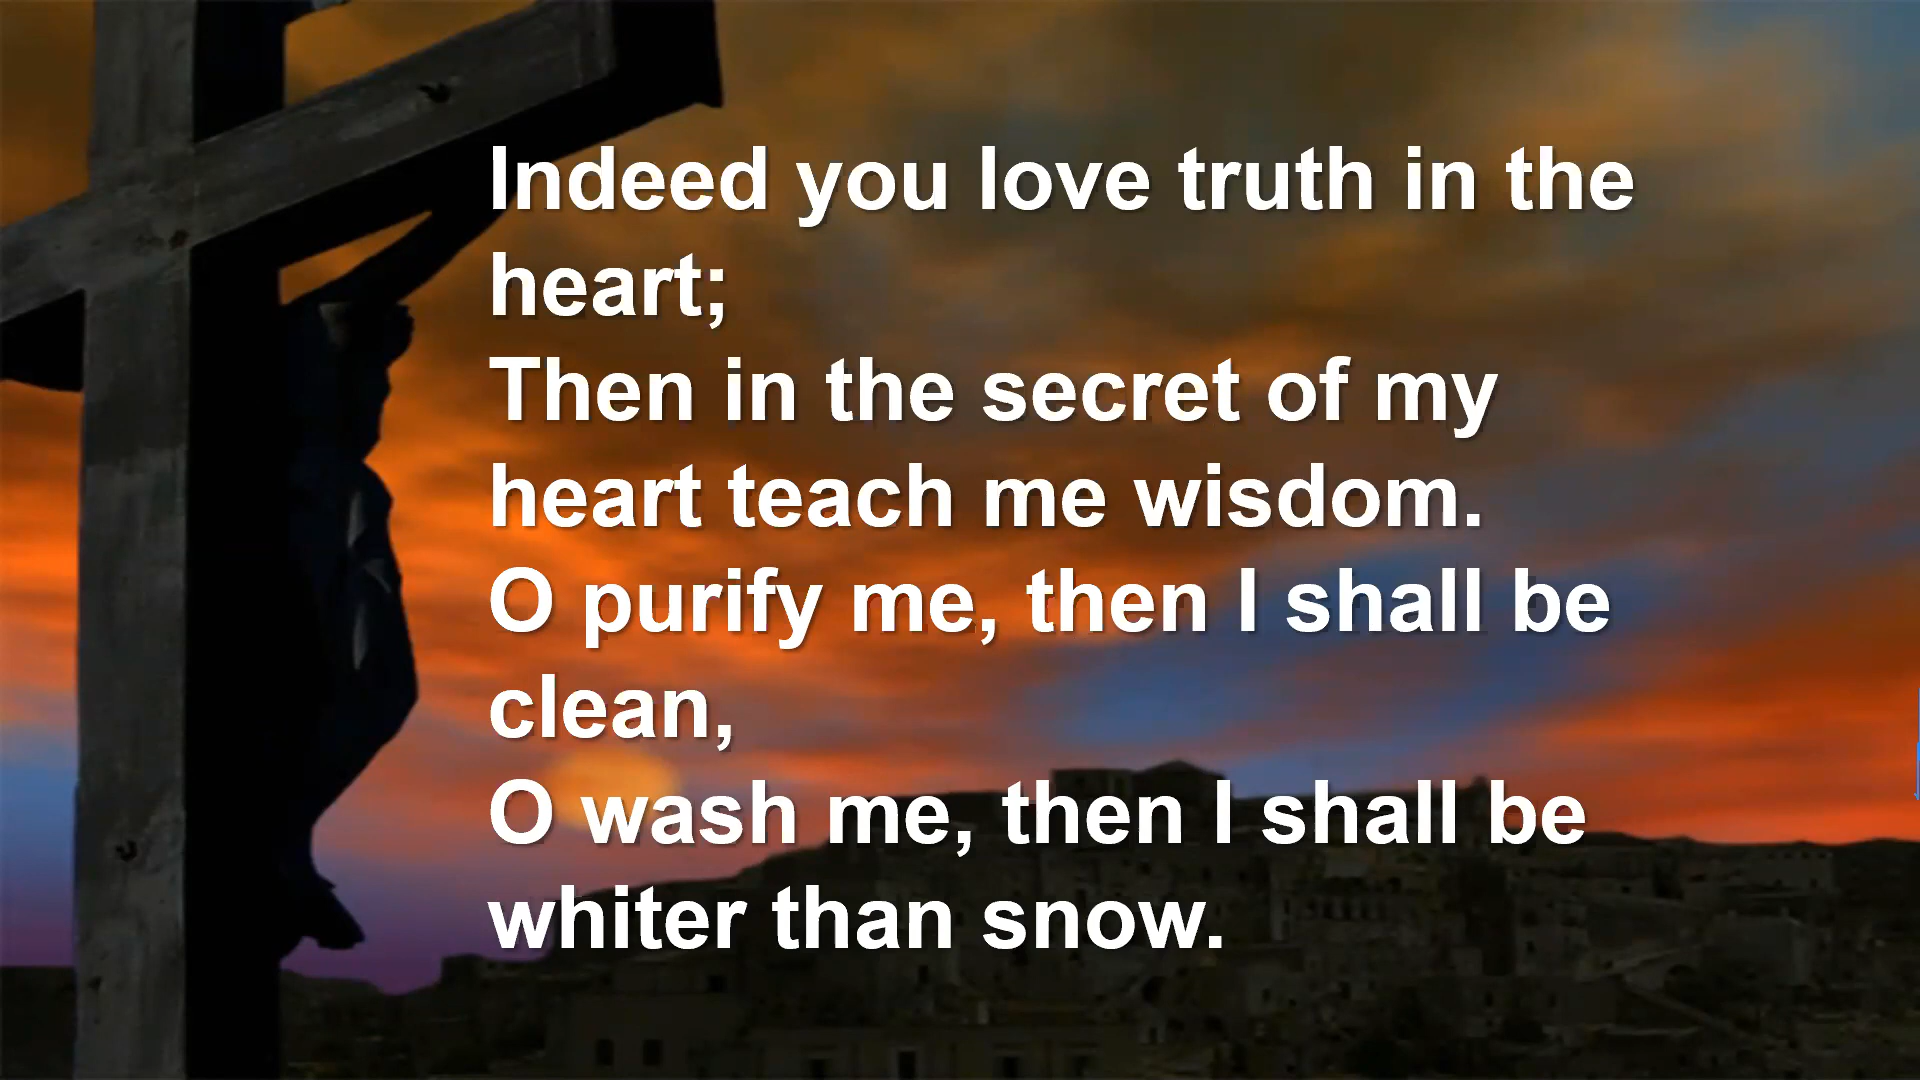 Indeed you love truth in the
heart;
Then in the secret of my
heart teach me wisdom.
O purify me, then I shall be
clean,
O wash me, then I shall be
whiter than snow.